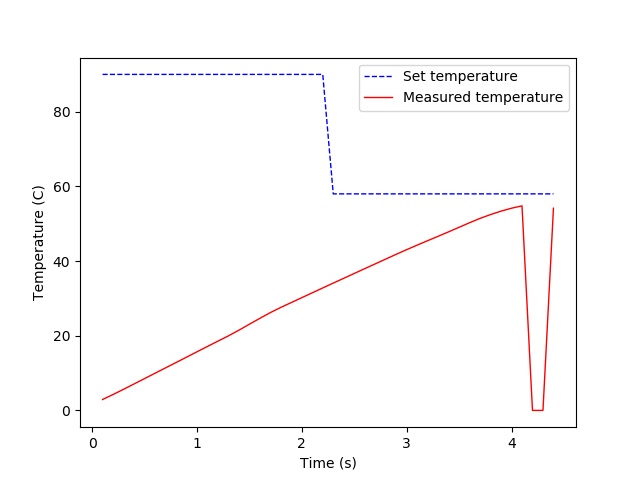 Set temperature
Measured temperature
80
60
40
20
0
Temperature (C)
0 1 2 3 4
Time (s)